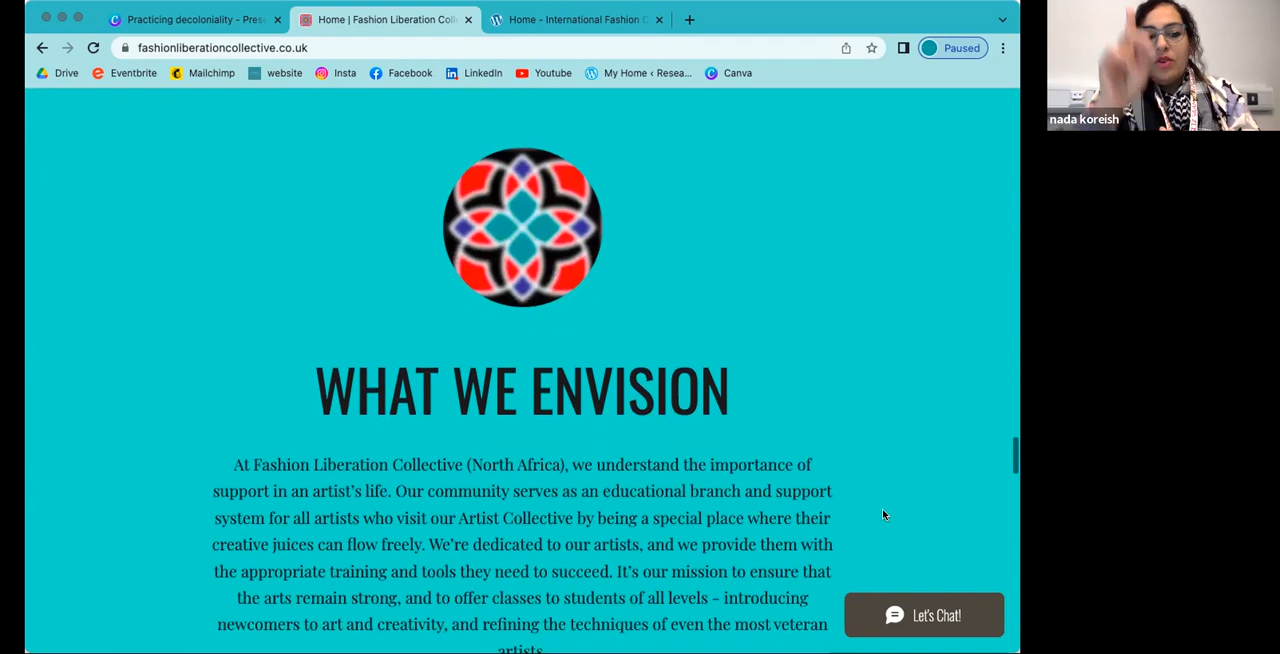 Practicing decoloniality - Pres
Home | Fashion Liberation Coll
Home - International Fashion C
fashionliberationcollective.co.uk
Paused
Drive
Eventbrite
Mailchimp
website
Insta
Facebook
LinkedIn
Youtube
My Home ‹ Resea...
Canva
nada koreish
WHAT WE ENVISION
At Fashion Liberation Collective (North Africa), we understand the importance of
support in an artist's life. Our community serves as an educational branch and support
system for all artists who visit our Artist Collective by being a special place where their
creative juices can flow freely. We're dedicated to our artists, and we provide them with
the appropriate training and tools they need to succeed. It's our mission to ensure that
the arts remain strong, and to offer classes to students of all levels – introducing
newcomers to art and creativity, and refining the techniques of even the most veteran
artists.
Let's Chat!